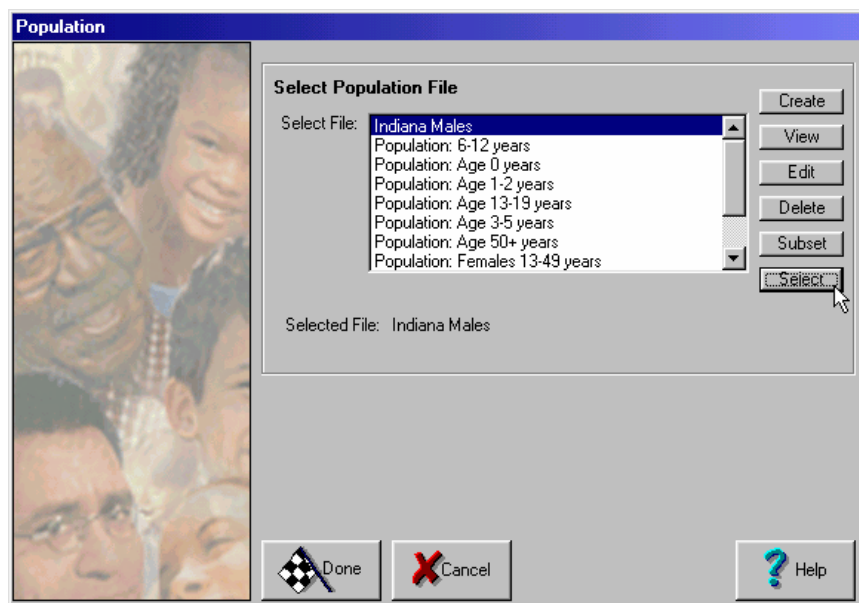 Population
Select Population File
Create
Select File:
Indiana Males
View
Population: 6-12 years
Population: Age 0 years
Edit
Population: Age 1-2 years
Population: Age 13-19 years
Delete
Population: Age 3-5 years
Population: Age 50+ years
Subset
Population: Females 13-49 years
Select
Selected File: Indiana Males
Done
Cancel
Help